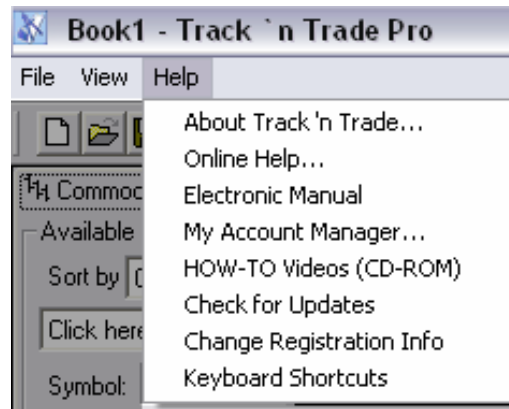 Book1 - Track `n Trade Pro
File View Help
About Track 'n Trade...
Online Help...
Electronic Manual
My Account Manager...
HOW-TO Videos (CD-ROM)
Check for Updates
Change Registration Info
Keyboard Shortcuts
Available
Sort by
Click here
Symbol: